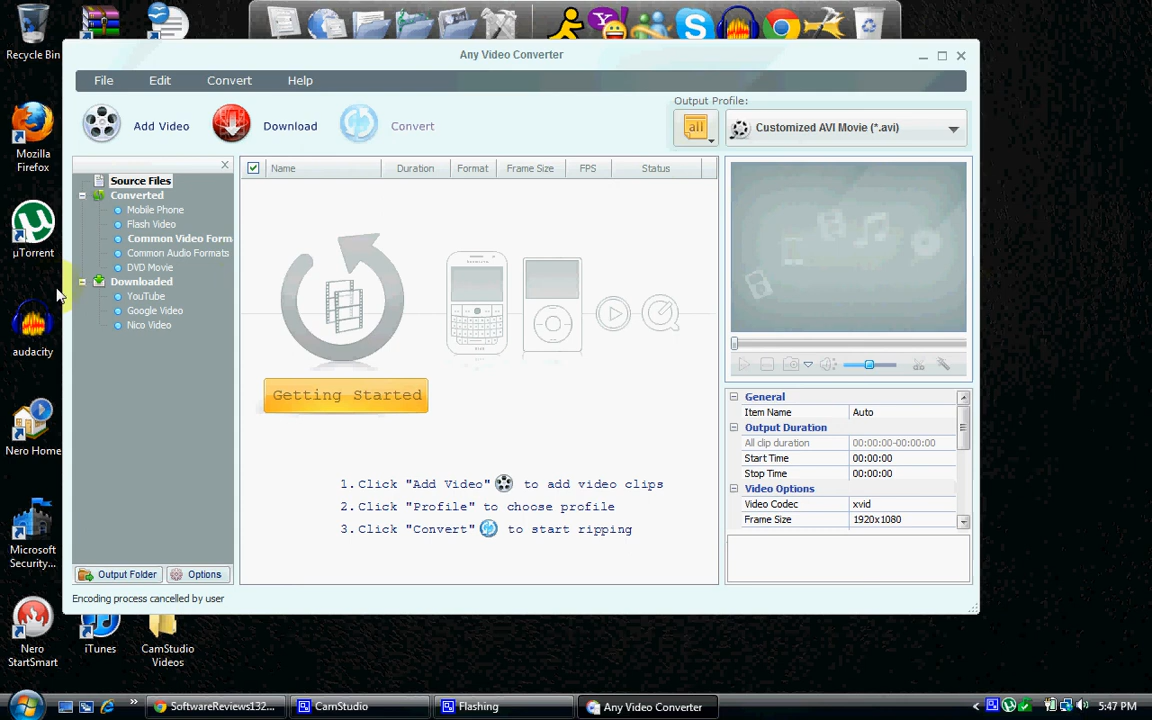 Recycle Bin
Any Video Converter
File Edit Convert Help
Output Profile:
Add Video Download Convert
all
Customized AVI Movie (*.avi)
Mozilla
Firefox
Name Duration Format Frame Size FPS Status
Source Files
Converted
Mobile Phone
Flash Video
Common Video Form
Common Audio Formats
DVD Movie
Downloaded
YouTube
Google Video
Nico Video
µTorrent
audacity
Getting Started
General
Item Name Auto
Output Duration
All clip duration 00:00:00-00:00:00
Start Time 00:00:00
Stop Time 00:00:00
Video Options
Video Codec xvid
Frame Size 1920x1080
Nero Home
1.Click "Add Video" to add video clips
2.Click "Profile" to choose profile
3.Click "Convert" to start ripping
Microsoft
Security...
Output Folder Options
Encoding process cancelled by user
Nero
StartSmart
iTunes
CamStudio
Videos
SoftwareReviews132...
CamStudio
Flashing
Any Video Converter
5:47 PM